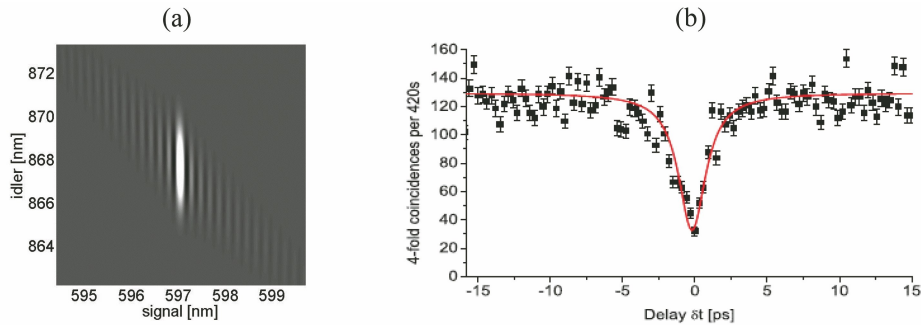 (a)
idler [nm]
872
870
868
866
864
595 596 597 598 599
signal [nm]
(b)
4-fold coincidences per 420s
160
140
120
100
80
60
40
20
0
-15 -10 -5 0 5 10 15
Delay δt [ps]